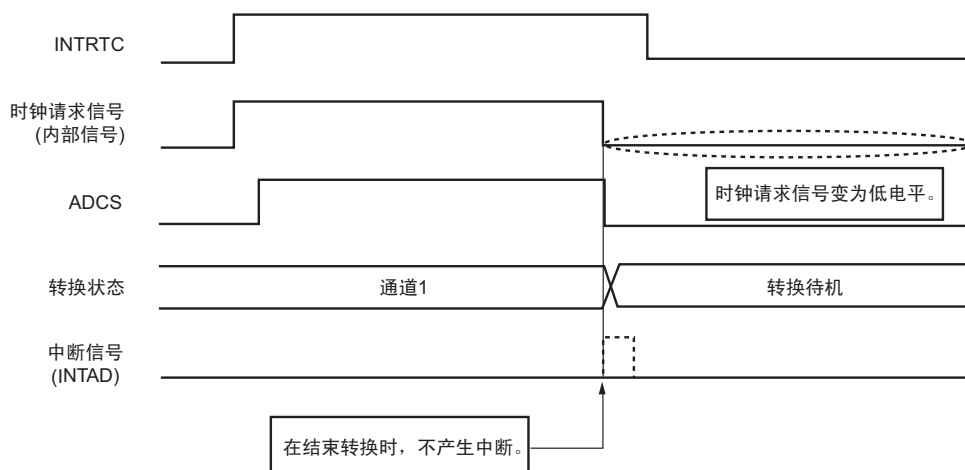 INTRTC
时钟请求信号
(内部信号)
时钟请求信号变为低电平。
ADCS
转换状态
通道1
转换待机
中断信号
(INTAD)
在结束转换时，不产生中断。